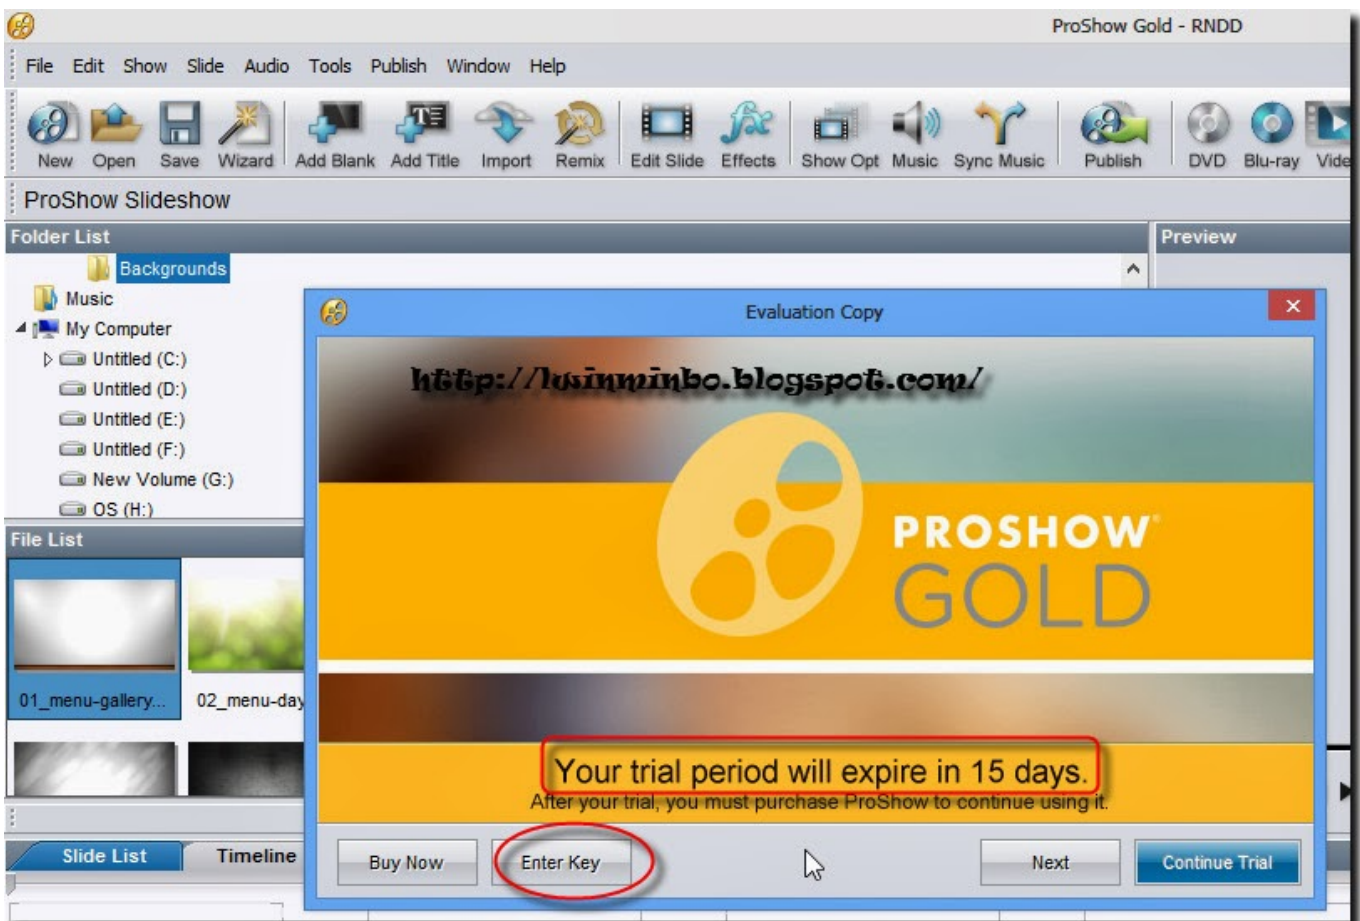 ProShow Gold - RNDD
File Edit Show Slide Audio Tools Publish Window Help
New Open Save Wizard Add Blank Add Title Import Remix Edit Slide Effects Show Opt Music Sync Music Publish DVD Blu-ray Vide
ProShow Slideshow
Folder List
Preview
Backgrounds
Music
My Computer
Untitled (C:)
Untitled (D:)
Untitled (E:)
Untitled (F:)
New Volume (G:)
OS (H:)
File List
01_menu-gallery...
02_menu-day
Evaluation Copy
http://lwinminbo.blogspot.com/
PROSHOW®
GOLD
Your trial period will expire in 15 days.
After your trial, you must purchase ProShow to continue using it.
Buy Now Enter Key Next Continue Trial
Slide List Timeline